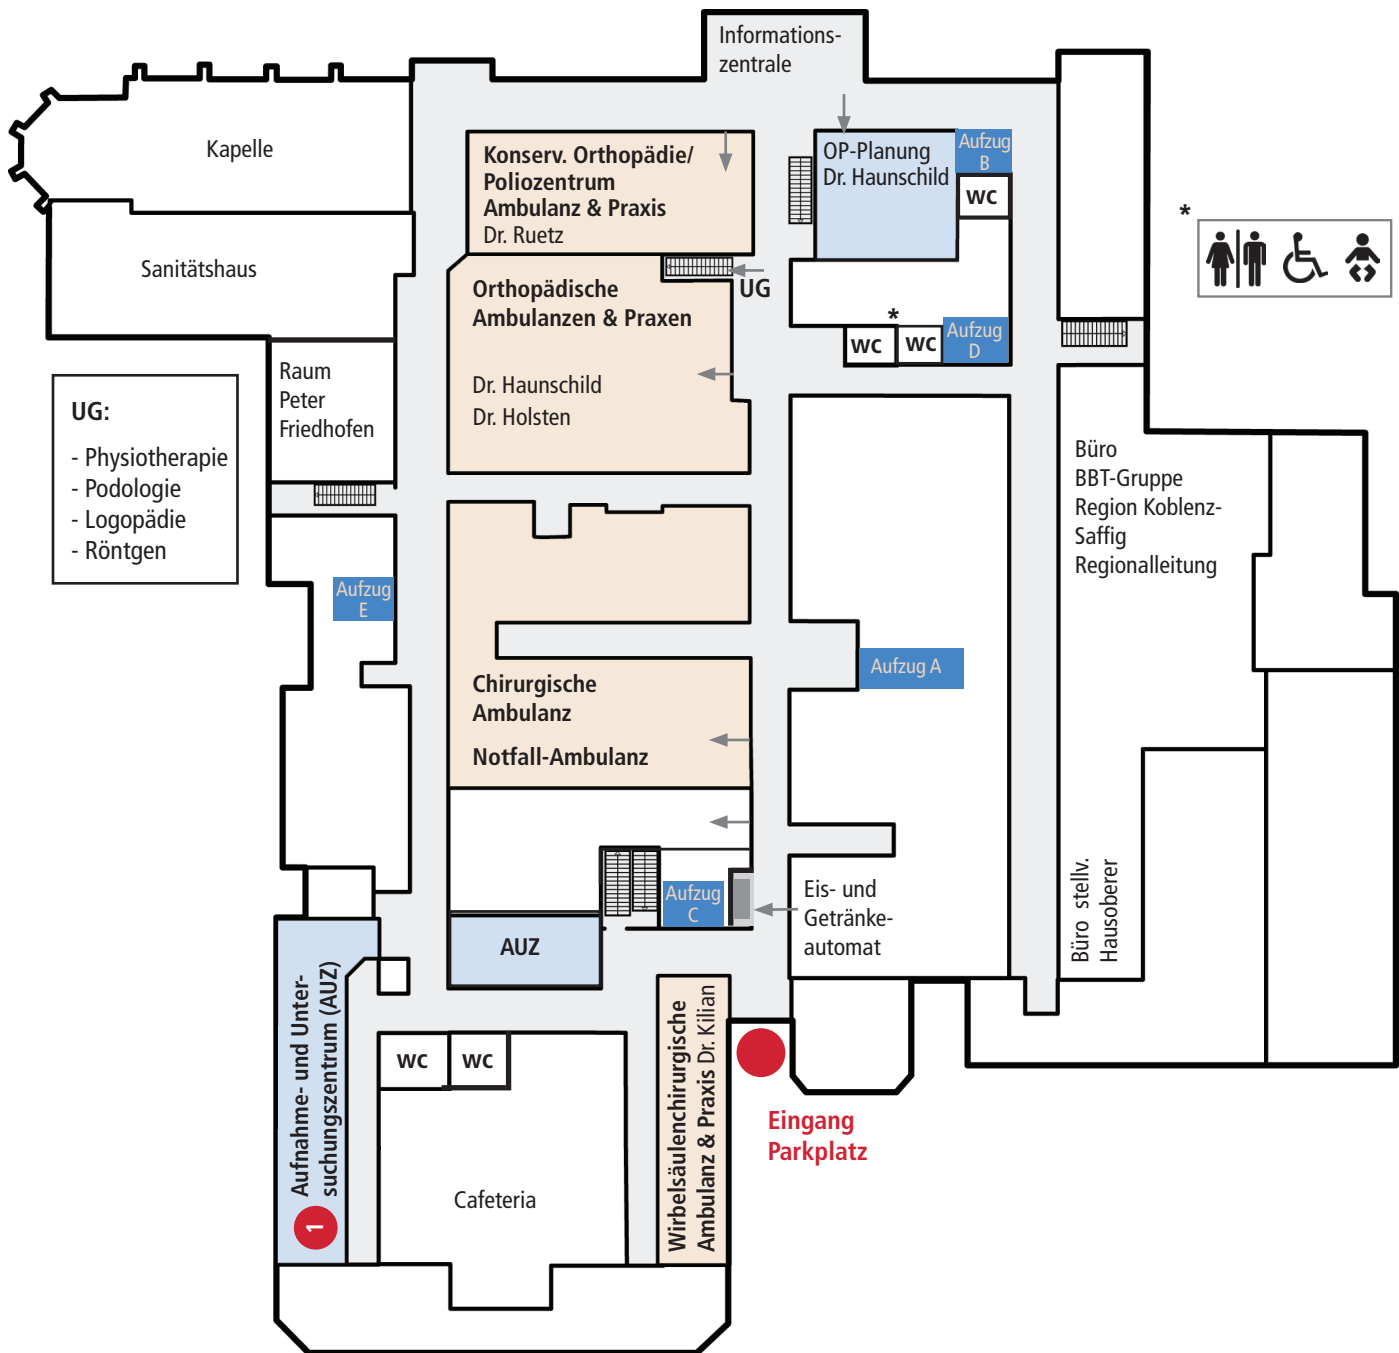 Informations-
zentrale
Kapelle
Konserv. Orthopädie/
Poliozentrum
Ambulanz & Praxis
Dr. Ruetz
OP-Planung
Dr. Haunschild
Aufzug
B
WC
*
Sanitätshaus
UG
Orthopädische
Ambulanzen & Praxen
Dr. Haunschild
Dr. Holsten
*
WC
WC
Aufzug
D
Raum
Peter
Friedhofen
UG:
- Physiotherapie
- Podologie
- Logopädie
- Röntgen
Büro
BBT-Gruppe
Region Koblenz-
Saffig
Regionalleitung
Aufzug
E
Aufzug A
Chirurgische
Ambulanz
Notfall-Ambulanz
Aufzug
C
Eis- und
Getränke-
automat
Büro stellv.
Hausoberer
AUZ
Aufnahme- und Unter-
suchungszentrum (AUZ)
1
WC
WC
Cafeteria
Wirbelsäulenchirurgische
Ambulanz & Praxis Dr. Kilian
Eingang
Parkplatz